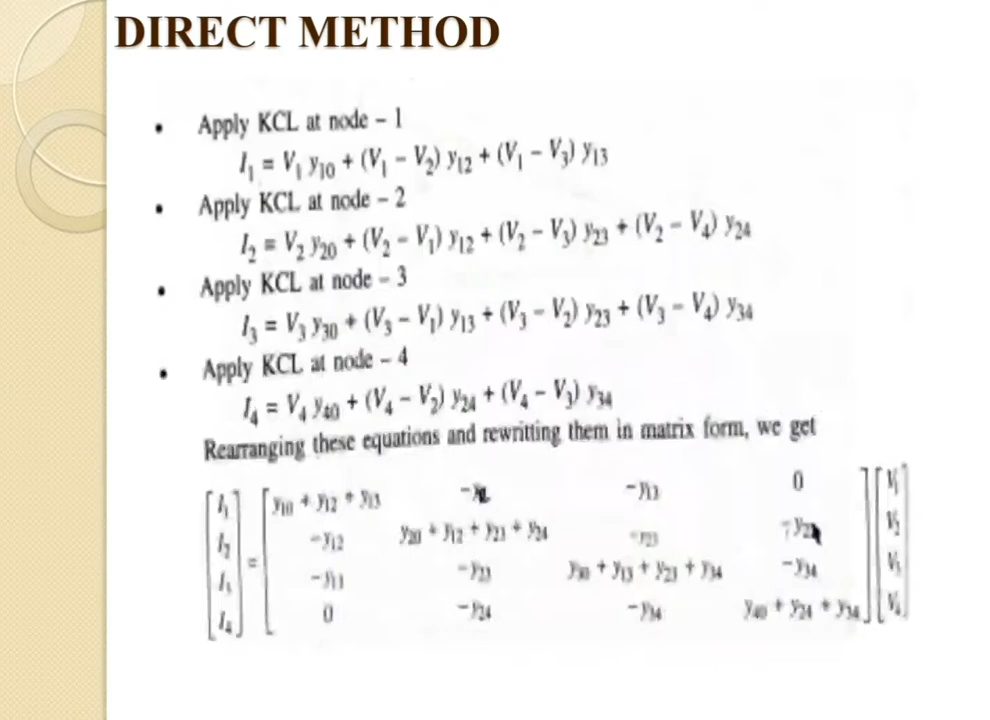 DIRECT METHOD
• Apply KCL at node – 1
I₁ = V₁ y₁₀ + (V₁ – V₂) y₁₂ + (V₁ – V₃) y₁₃
• Apply KCL at node – 2
I₂ = V₂ y₂₀ + (V₂ – V₁) y₁₂ + (V₂ – V₃) y₂₃ + (V₂ – V₄) y₂₄
• Apply KCL at node – 3
I₃ = V₃ y₃₀ + (V₃ – V₁) y₁₃ + (V₃ – V₂) y₂₃ + (V₃ – V₄) y₃₄
• Apply KCL at node – 4
I₄ = V₄ y₄₀ + (V₄ – V₂) y₂₄ + (V₄ – V₃) y₃₄
Rearranging these equations and rewritting them in matrix form, we get
[I₁] [y₁₀ + y₁₂ + y₁₃ –y 	–y₁₃ 0] [V₁]
[I₂] = [–y₁₂ y₂₀ + y₁₂ + y₂₃ + y₂₄ –y₂₃ –y₂] [V₂]
[I₃] [–y₁₃ –y₂₃ y₃₀ + y₁₃ + y₂₃ + y₃₄ –y₃₄] [V₃]
[I₄] [0 –y₂₄ –y₃₄ y₄₀ + y₂₄ + y₃₄] [V₄]